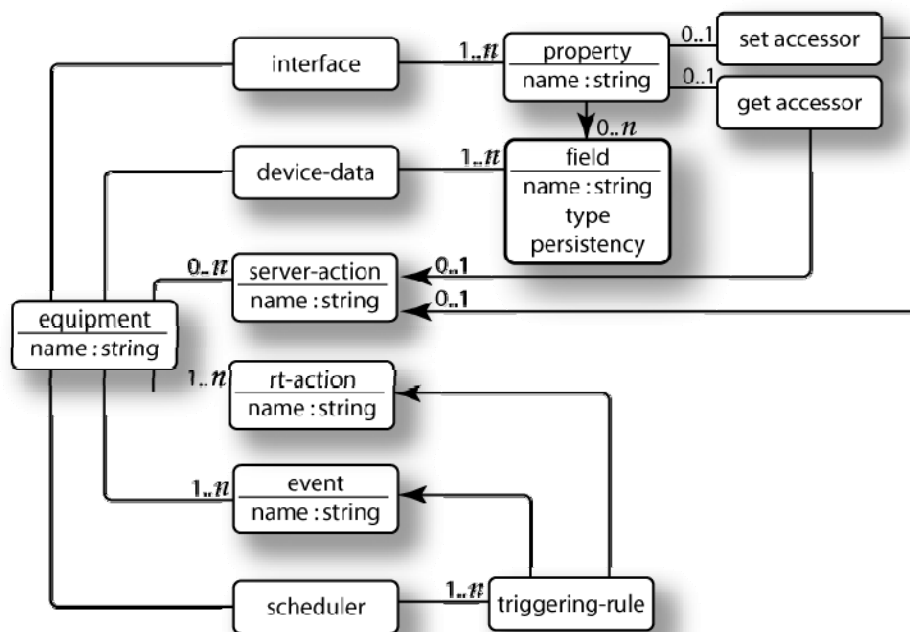 interface
1..n
property
name : string
0..1
set accessor
0..1
get accessor
0..n
device-data
1..n
field
name : string
type
persistency
0..n
server-action
name : string
0..1
0..1
equipment
name : string
1..n
rt-action
name : string
1..n
event
name : string
scheduler
1..n
triggering-rule